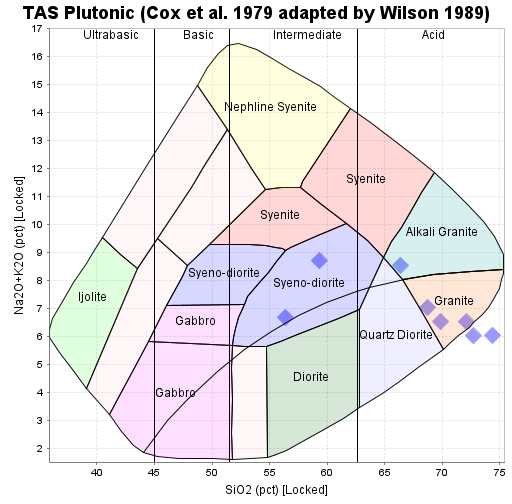 TAS Plutonic (Cox et al. 1979 adapted by Wilson 1989)
Ultrabasic Basic Intermediate Acid
17
16
15
14
13
12
11
10
9
8
7
6
5
4
3
2
Na2O+K2O (pct) [Locked]
Nephline Syenite
Syenite
Syenite
Alkali Granite
Syeno-diorite
Syeno-diorite
Ijolite
Granite
Gabbro
Quartz Diorite
Diorite
Gabbro
40 45 50 55 60 65 70 75
SiO2 (pct) [Locked]